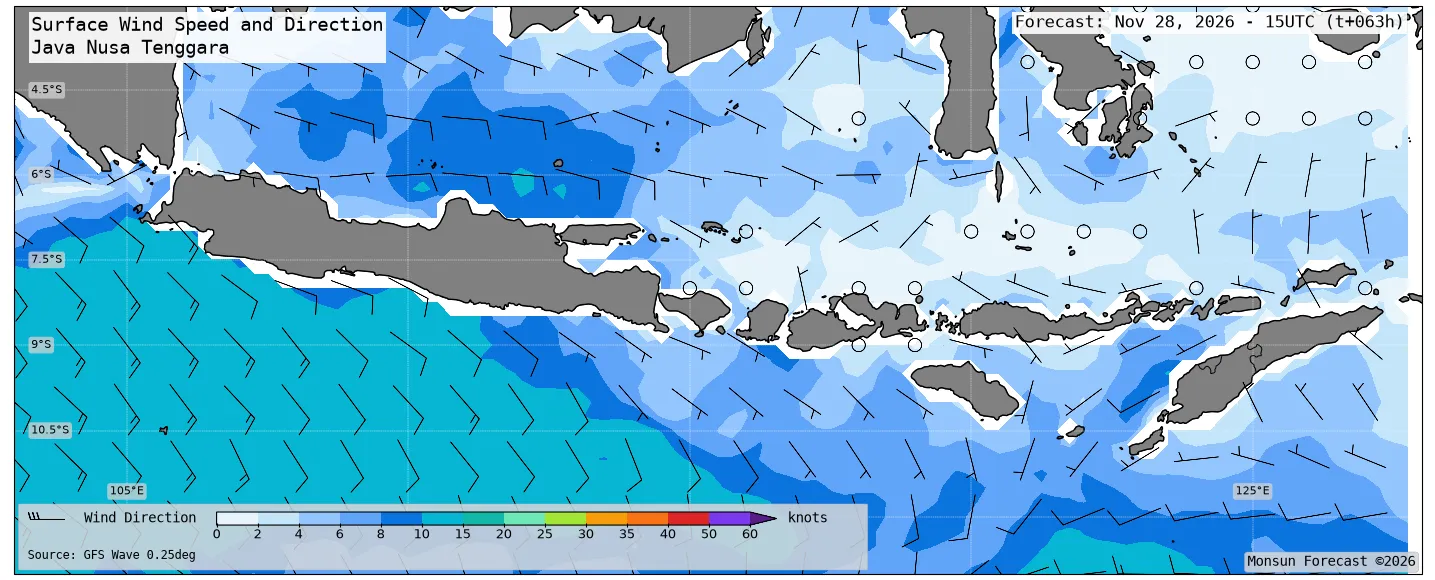 Surface Wind Speed and Direction
Java Nusa Tenggara
Forecast: Nov 28, 2026 - 15UTC (t+063h)
4.5°S
6°S
7.5°S
9°S
10.5°S
105°E
125°E
Wind Direction
0 2 4 6 8 10 15 20 25 30 40 50 60
knots
Source: GFS Wave 0.25deg
Monsun Forecast ©2026